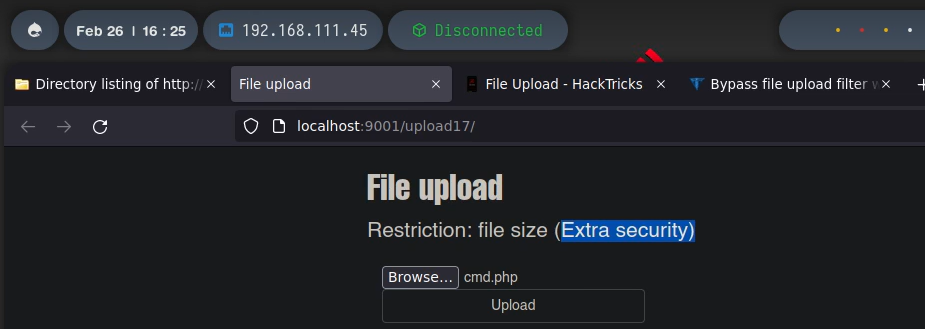 Feb 26 | 16 : 25 192.168.111.45 Disconnected
Directory listing of http:// File upload File Upload - HackTricks Bypass file upload filter w
localhost:9001/upload17/
File upload
Restriction: file size (Extra security)
Browse... cmd.php
Upload